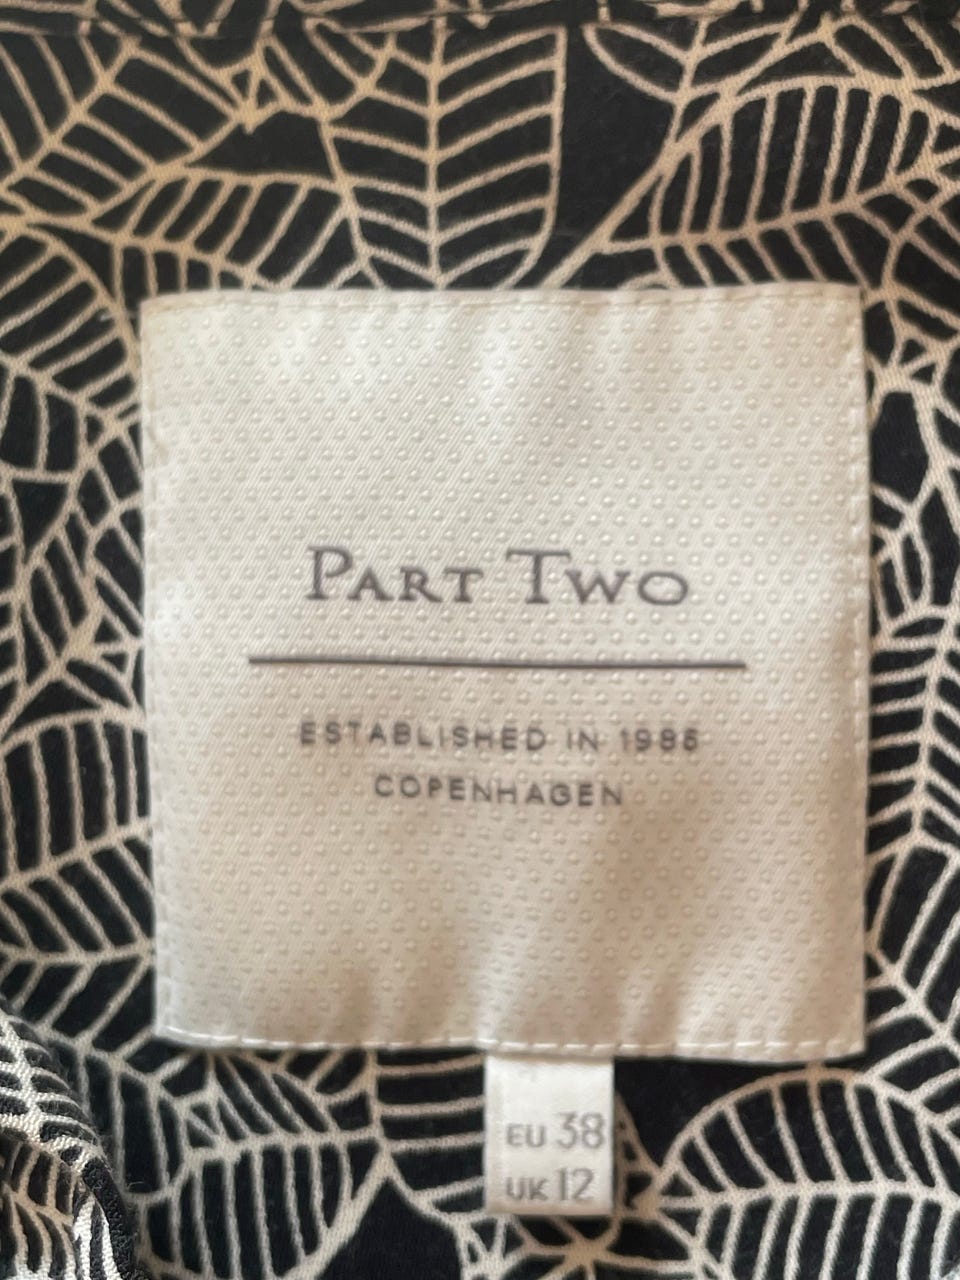 PART TWO
ESTABLISHED IN 1986
COPENHAGEN
EU 38
UK 12